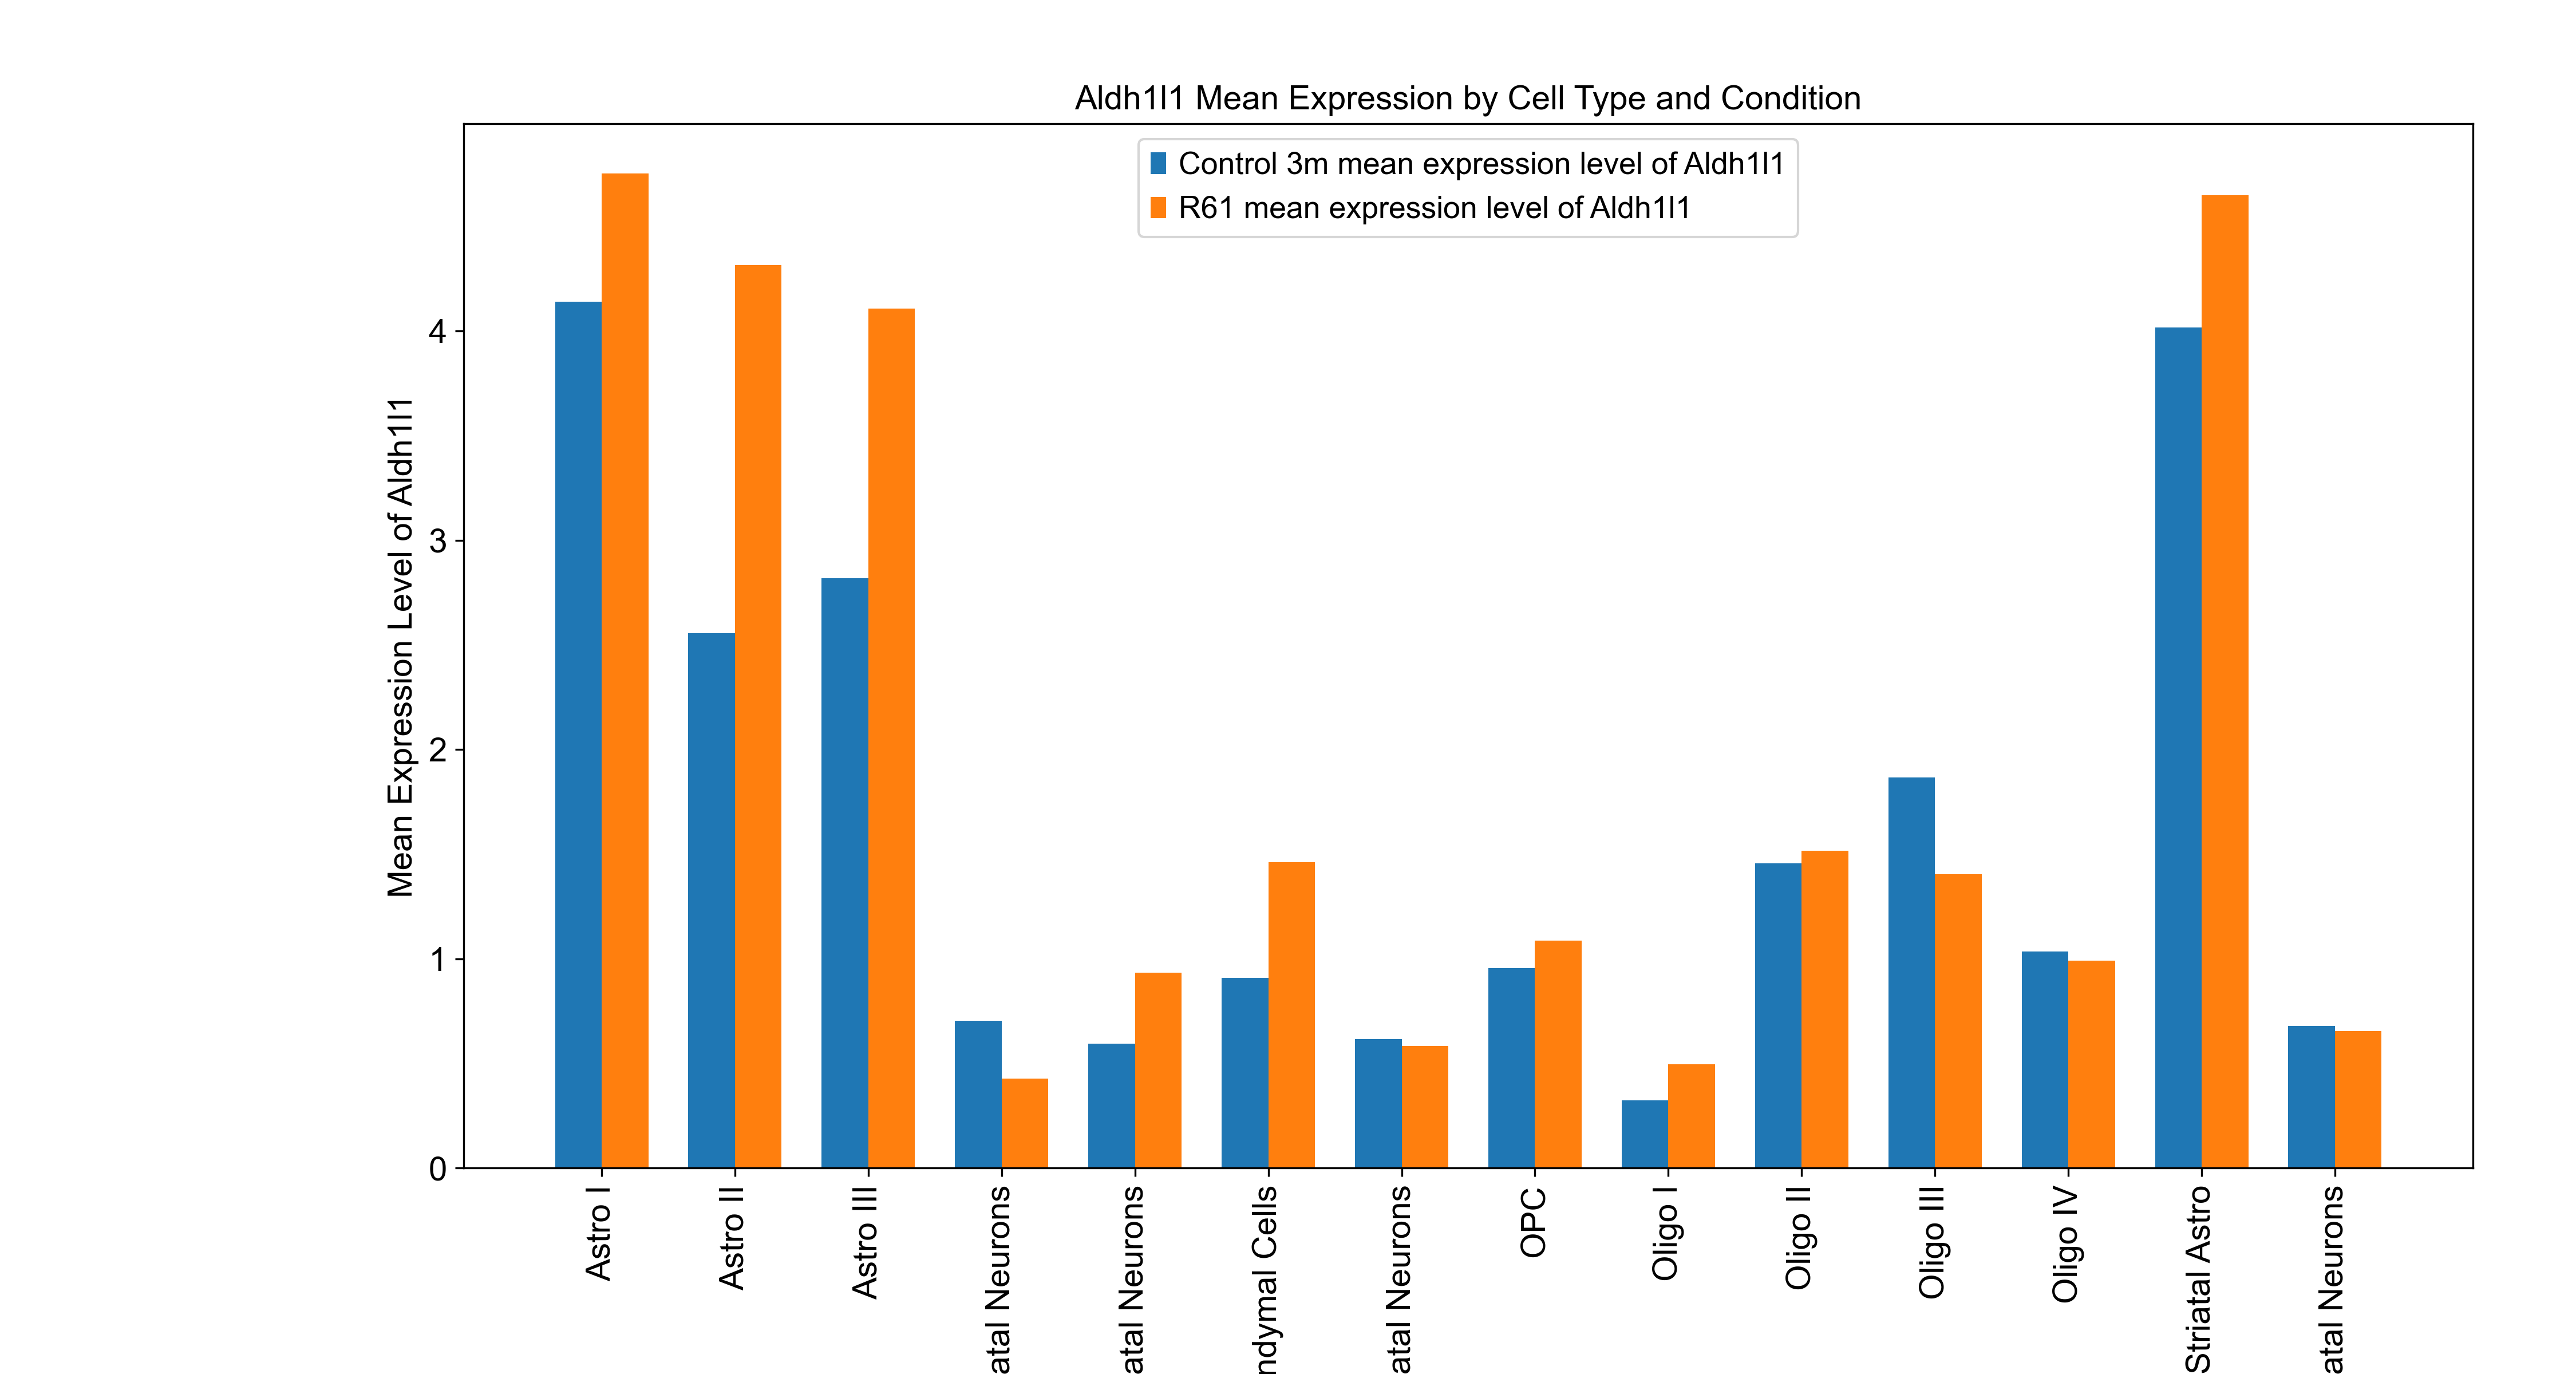 Aldh1l1 Mean Expression by Cell Type and Condition
Control 3m mean expression level of Aldh1l1
R61 mean expression level of Aldh1l1
Mean Expression Level of Aldh1l1
4
3
2
1
0
Astro I
Astro II
Astro III
atal Neurons
atal Neurons
ndymal Cells
atal Neurons
OPC
Oligo I
Oligo II
Oligo III
Oligo IV
Striatal Astro
atal Neurons